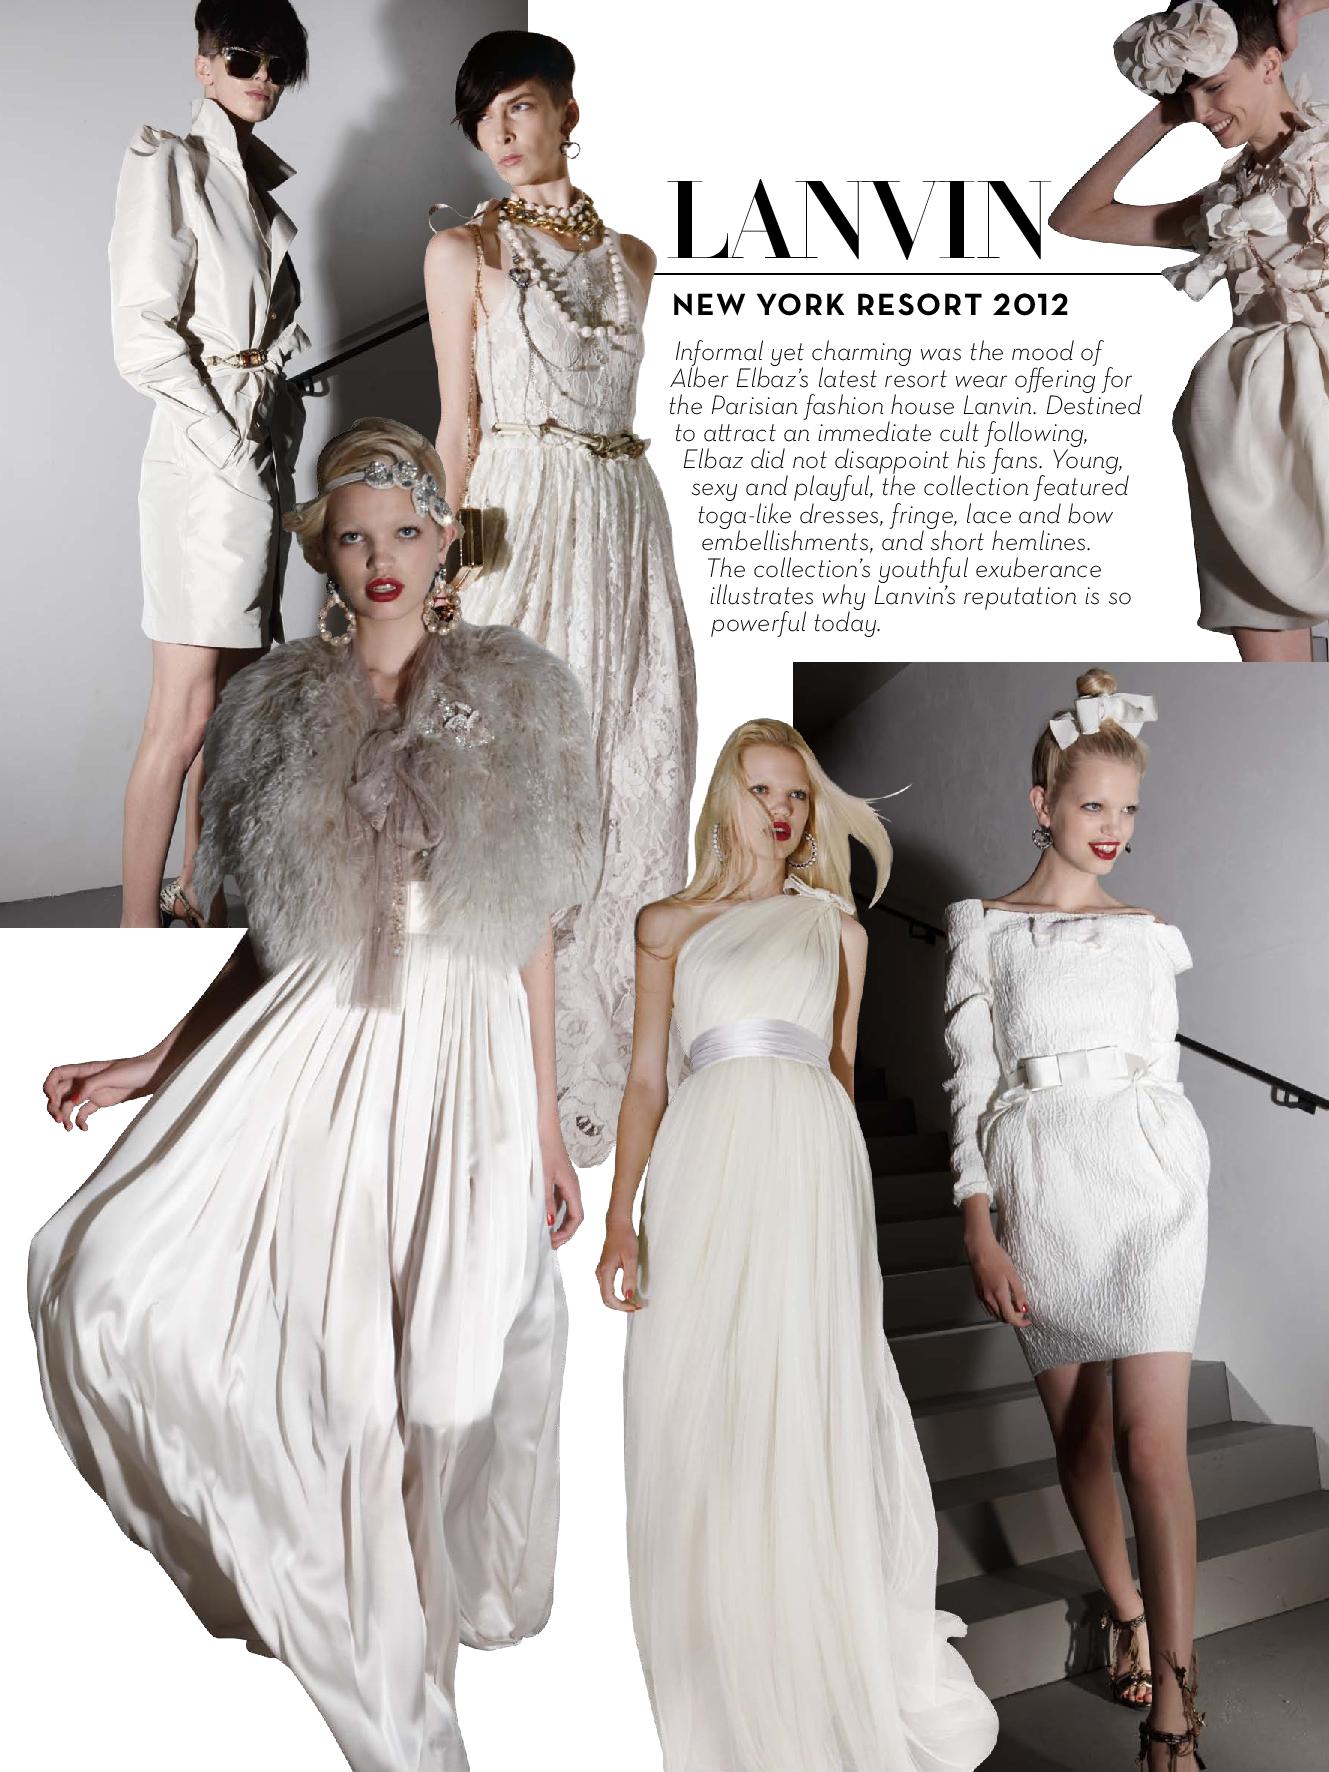 LANVIN
NEW YORK RESORT 2012
Informal yet charming was the mood of
Alber Elbaz's latest resort wear offering for
the Parisian fashion house Lanvin. Destined
to attract an immediate cult following,
Elbaz did not disappoint his fans. Young,
sexy and playful, the collection featured
toga-like dresses, fringe, lace and bow
embellishments, and short hemlines.
The collection's youthful exuberance
illustrates why Lanvin's reputation is so
powerful today.